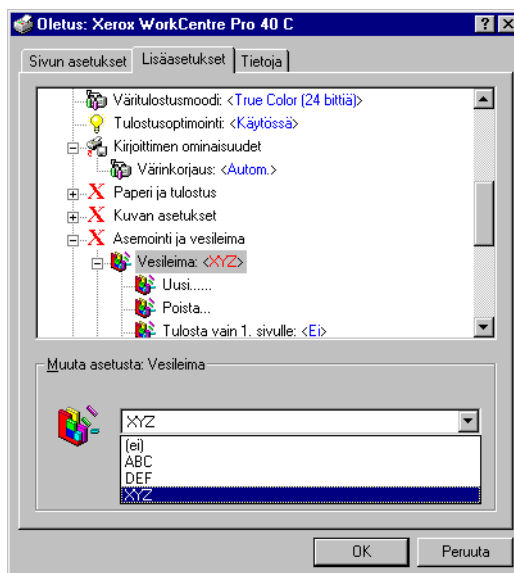 Oletus: Xerox WorkCentre Pro 40 C
Sivun asetukset Lisäasetukset Tietoja
Väritulostusmoodi: <True Color (24 bittiä)>
Tulostusoptimointi: <Käytössä>
Kirjoittimen ominaisuudet
Värinkorjaus: <Autom.>
Paperi ja tulostus
Kuvan asetukset
Asemointi ja vesileima
Vesileima: <XYZ>
Uusi......
Poista...
Tulosta vain 1. sivulle: <Ei>
Muuta asetusta: Vesileima
XYZ
(ei)
ABC
DEF
XYZ
OK Peruuta